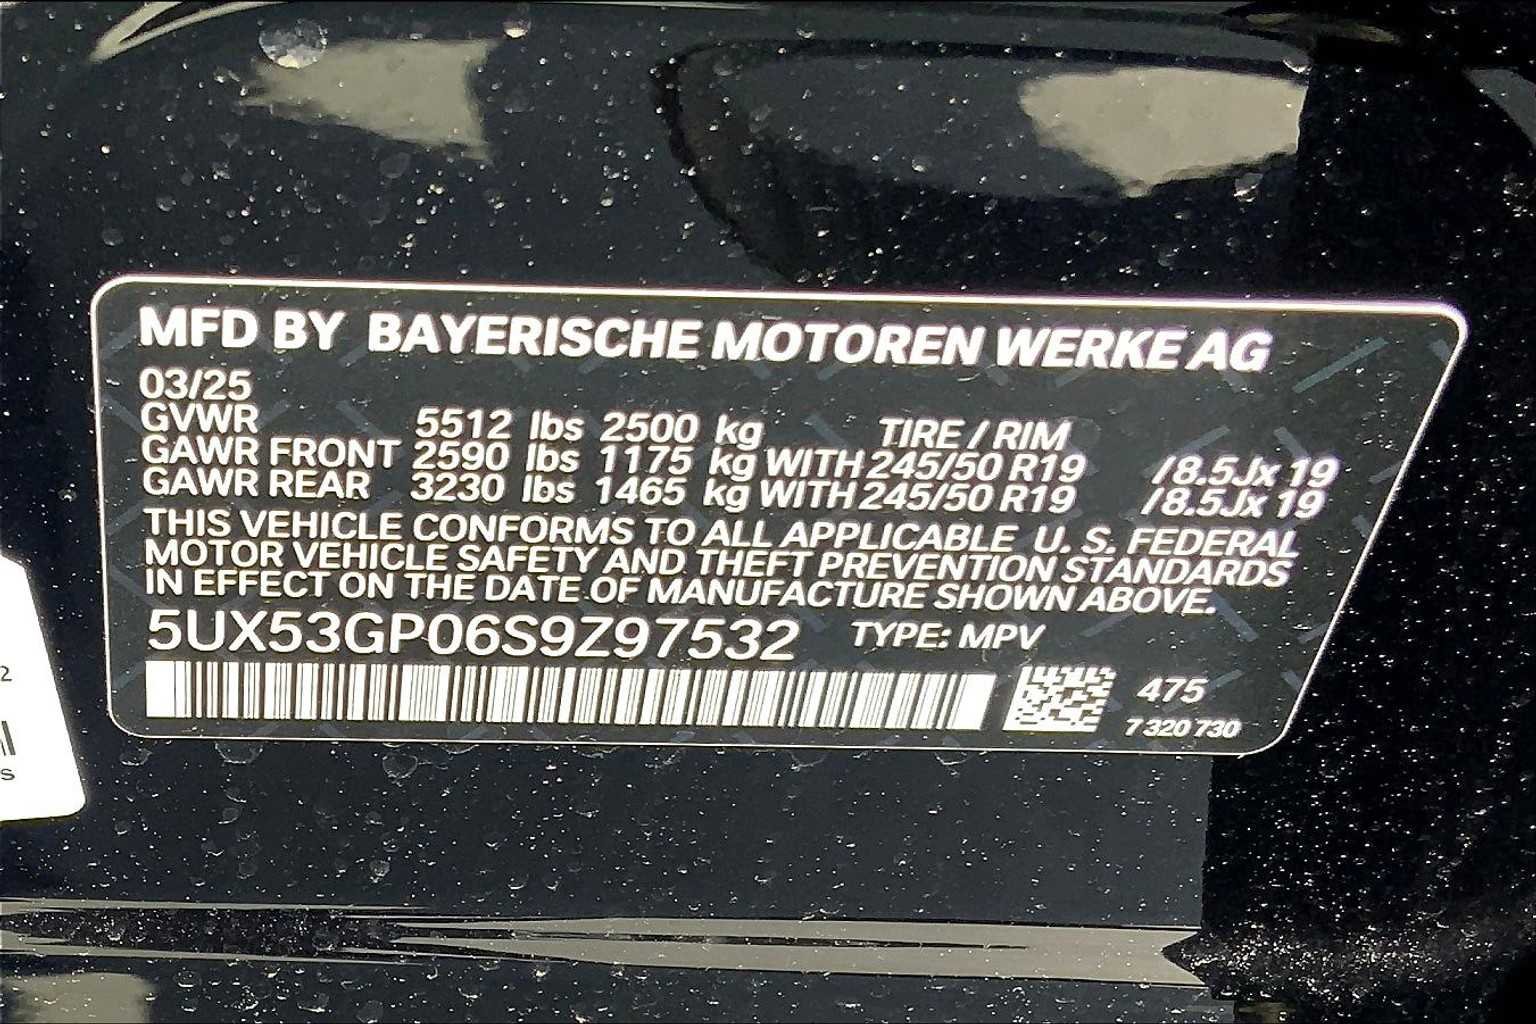 MFD BY BAYERISCHE MOTOREN WERKE AG
03/25
GVWR 5512 lbs 2500 kg TIRE / RIM
GAWR FRONT 2590 lbs 1175 kg WITH 245/50 R19 /8.5Jx 19
GAWR REAR 3230 lbs 1465 kg WITH 245/50 R19 /8.5Jx 19
THIS VEHICLE CONFORMS TO ALL APPLICABLE U. S. FEDERAL
MOTOR VEHICLE SAFETY AND THEFT PREVENTION STANDARDS
IN EFFECT ON THE DATE OF MANUFACTURE SHOWN ABOVE.
5UX53GP06S9Z97532 TYPE: MPV
475
7 320 730
2
S